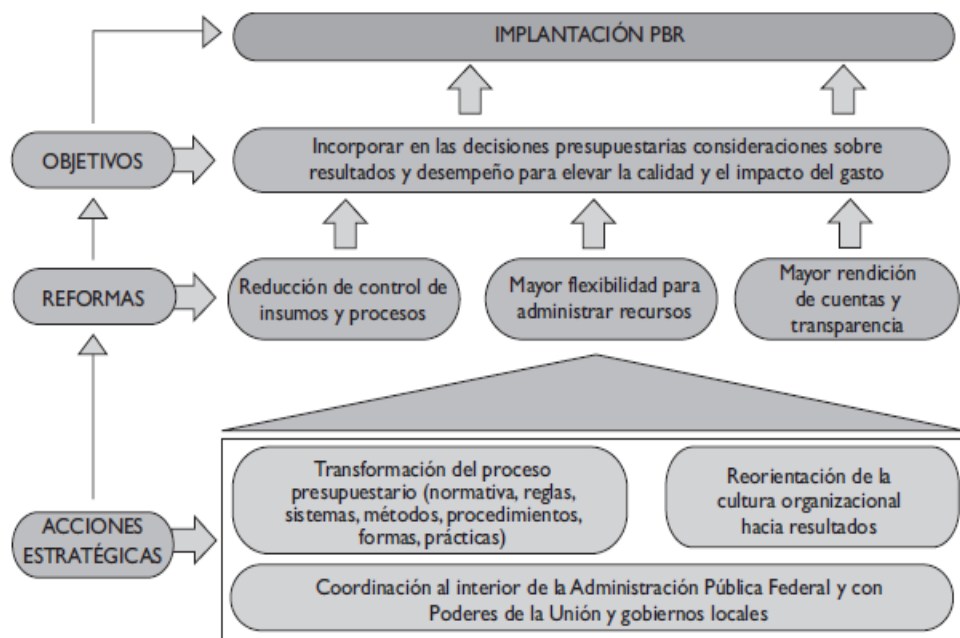 IMPLANTACIÓN PBR
OBJETIVOS
Incorporar en las decisiones presupuestarias consideraciones sobre
resultados y desempeño para elevar la calidad y el impacto del gasto
REFORMAS
Reducción de control de
insumos y procesos
Mayor flexibilidad para
administrar recursos
Mayor rendición
de cuentas y
transparencia
ACCIONES
ESTRATÉGICAS
Transformación del proceso
presupuestario (normativa, reglas,
sistemas, métodos, procedimientos,
formas, prácticas)
Reorientación de la
cultura organizacional
hacia resultados
Coordinación al interior de la Administración Pública Federal y con
Poderes de la Unión y gobiernos locales